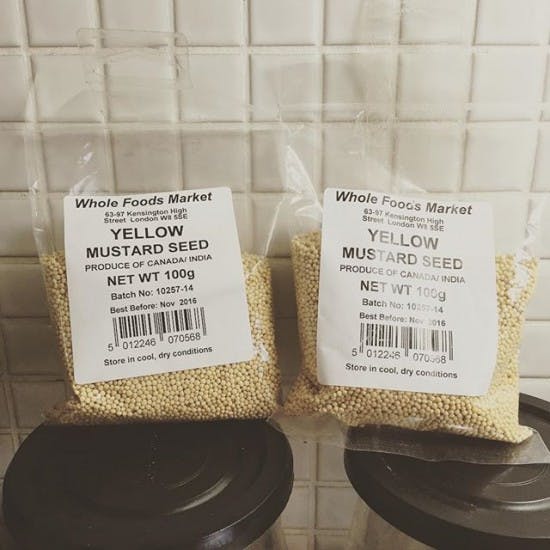 Whole Foods Market
63-97 Kensington High
Street London W8 5SE
YELLOW
MUSTARD SEED
PRODUCE OF CANADA/ INDIA
NET WT 100g
Batch No: 10257-14
Best Before: Nov 2016
5 012246 070568
Store in cool, dry conditions
Whole Foods Market
63-97 Kensington High
Street London W8 5SE
YELLOW
MUSTARD SEED
PRODUCE OF CANADA/ INDIA
NET WT 100g
Batch No: 10257-14
Best Before: Nov 2016
5 012246 070568
Store in cool, dry conditions